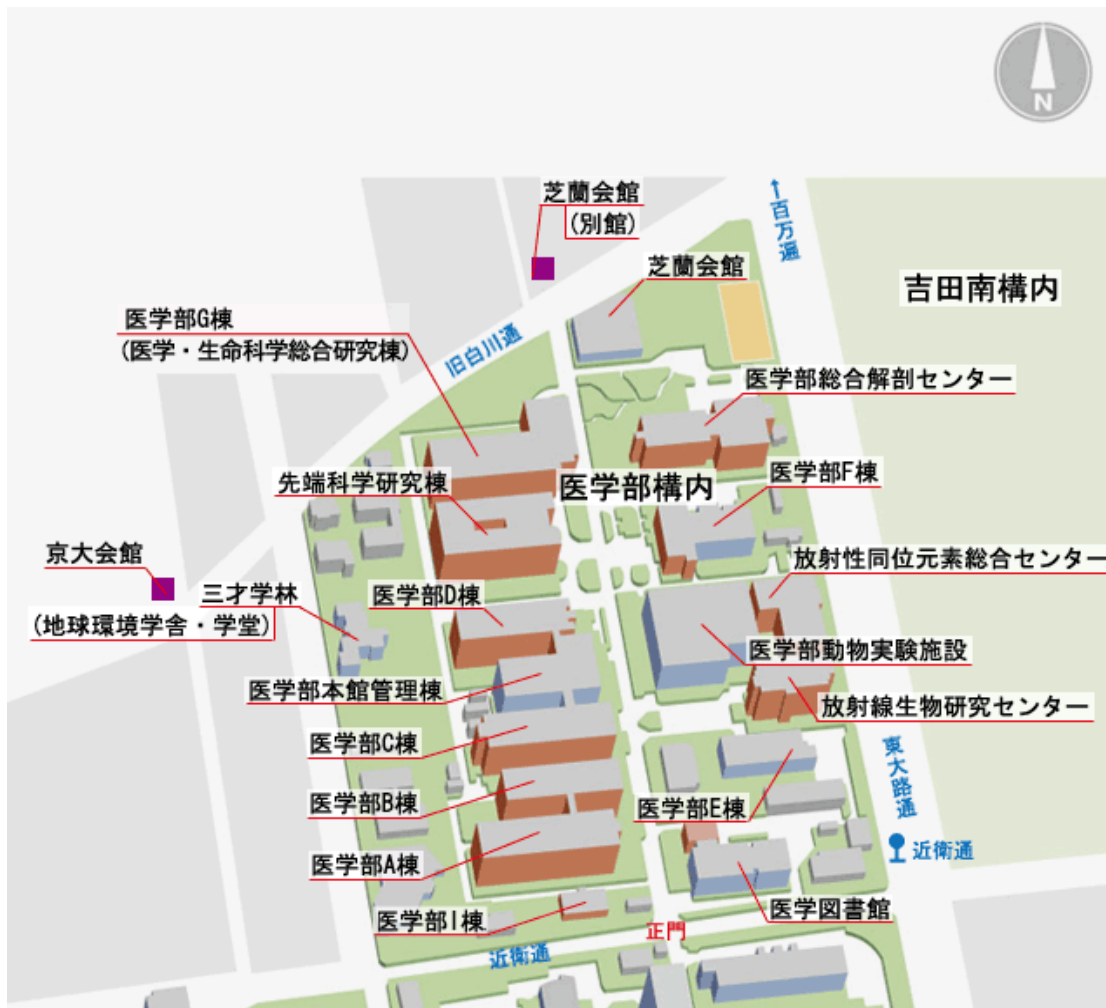 N
芝蘭会館
(別館)
↑百万遍
芝蘭会館
吉田南構内
医学部G棟
(医学・生命科学総合研究棟)
旧白川通
医学部総合解剖センター
先端科学研究棟
医学部構内
医学部F棟
京大会館
放射性同位元素総合センター
三才学林
(地球環境学舎・学堂)
医学部D棟
医学部動物実験施設
医学部本館管理棟
放射線生物研究センター
医学部C棟
東大路通
医学部B棟
医学部E棟
近衛通
医学部A棟
医学図書館
医学部I棟
正門
近衛通